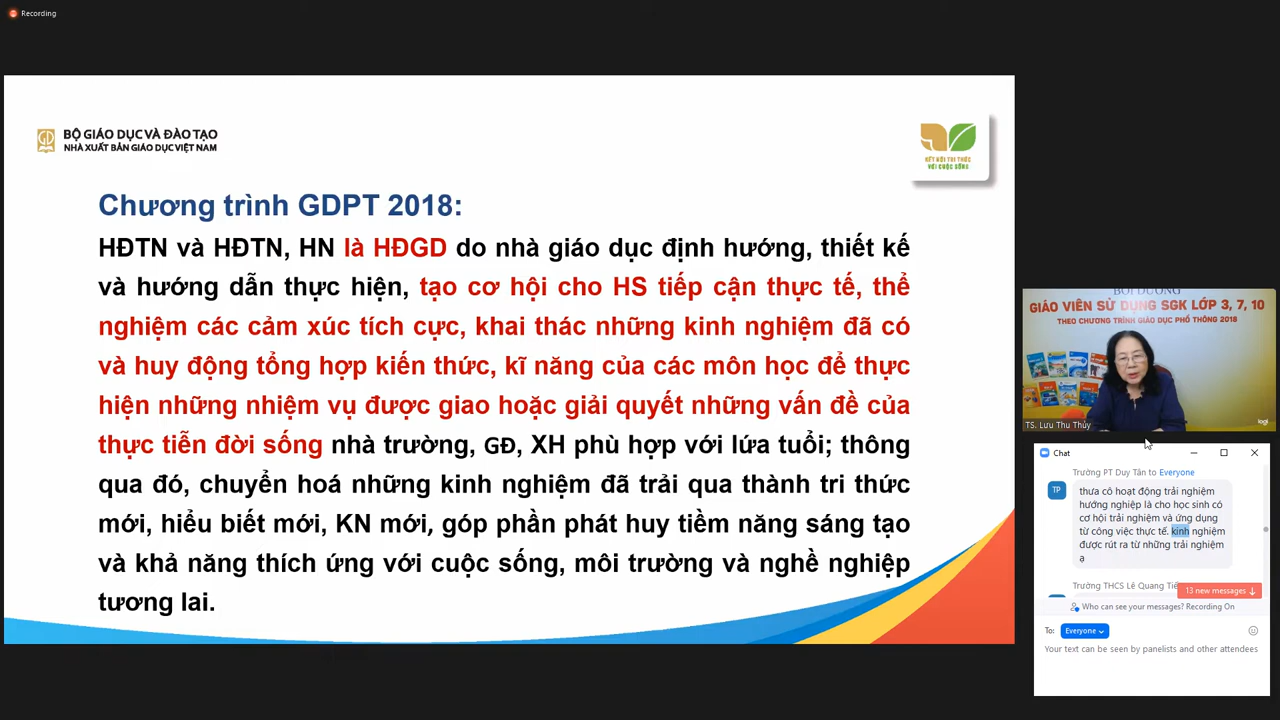 Recording
BỘ GIÁO DỤC VÀ ĐÀO TẠO
NHÀ XUẤT BẢN GIÁO DỤC VIỆT NAM
KẾT NỐI TRI THỨC
VỚI CUỘC SỐNG
Chương trình GDPT 2018:
HĐTN và HĐTN, HN là HĐGD do nhà giáo dục định hướng, thiết kế
và hướng dẫn thực hiện, tạo cơ hội cho HS tiếp cận thực tế, thể
nghiệm các cảm xúc tích cực, khai thác những kinh nghiệm đã có
và huy động tổng hợp kiến thức, kĩ năng của các môn học để thực
hiện những nhiệm vụ được giao hoặc giải quyết những vấn đề của
thực tiễn đời sống nhà trường, GĐ, XH phù hợp với lứa tuổi; thông
qua đó, chuyển hoá những kinh nghiệm đã trải qua thành tri thức
mới, hiểu biết mới, KN mới, góp phần phát huy tiềm năng sáng tạo
và khả năng thích ứng với cuộc sống, môi trường và nghề nghiệp
tương lai.
BỒI DƯỠNG
GIÁO VIÊN SỬ DỤNG SGK LỚP 3, 7, 10
THEO CHƯƠNG TRÌNH GIÁO DỤC PHỔ THÔNG 2018
TS. Lưu Thu Thủy
logi
Chat
Trường PT Duy Tân to Everyone
TP
thưa cô hoạt động trải nghiệm
hướng nghiệp là cho học sinh có
cơ hội trải nghiệm và ứng dụng
từ công việc thực tế. kinh nghiệm
được rút ra từ những trải nghiệm
ạ
Trường THCS Lê Quang
13 new messages
Who can see your messages? Recording On
To: Everyone
Your text can be seen by panelists and other attendees